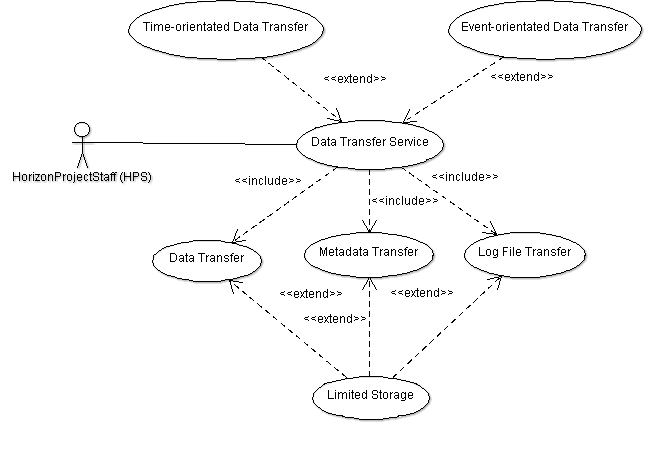 Time-orientated Data Transfer
Event-orientated Data Transfer
<<extend>>
<<extend>>
Data Transfer Service
HorizonProjectStaff (HPS)
<<include>>
<<include>>
<<include>>
Data Transfer
Metadata Transfer
Log File Transfer
<<extend>>
<<extend>>
<<extend>>
Limited Storage